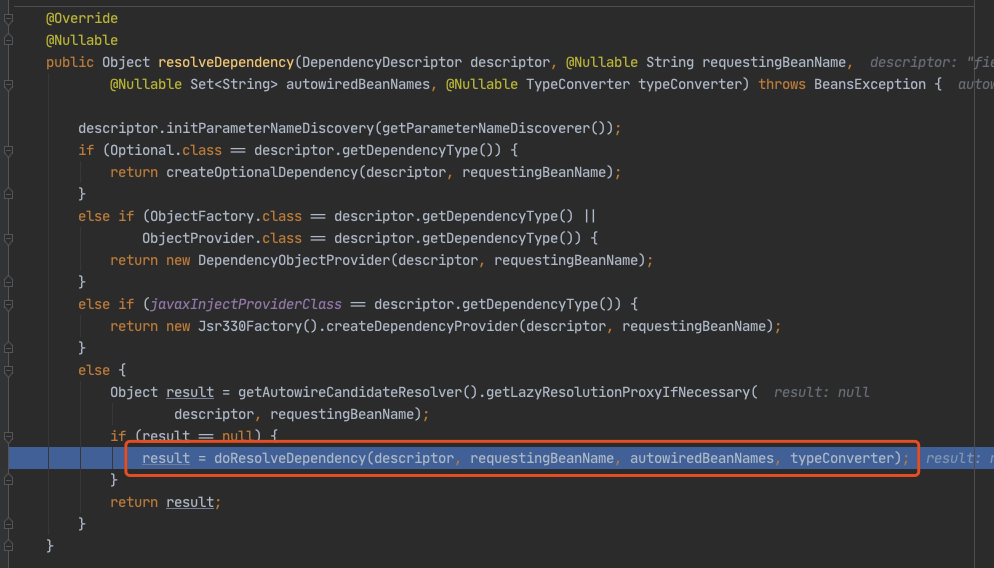 @Override
@Nullable
public Object resolveDependency(DependencyDescriptor descriptor, @Nullable String requestingBeanName,  descriptor: "fie
        @Nullable Set<String> autowiredBeanNames, @Nullable TypeConverter typeConverter) throws BeansException {  autow
    descriptor.initParameterNameDiscovery(getParameterNameDiscoverer());
    if (Optional.class == descriptor.getDependencyType()) {
        return createOptionalDependency(descriptor, requestingBeanName);
    }
    else if (ObjectFactory.class == descriptor.getDependencyType() ||
            ObjectProvider.class == descriptor.getDependencyType()) {
        return new DependencyObjectProvider(descriptor, requestingBeanName);
    }
    else if (javaxInjectProviderClass == descriptor.getDependencyType()) {
        return new Jsr330Factory().createDependencyProvider(descriptor, requestingBeanName);
    }
    else {
        Object result = getAutowireCandidateResolver().getLazyResolutionProxyIfNecessary(  result: null
                descriptor, requestingBeanName);
        if (result == null) {
            result = doResolveDependency(descriptor, requestingBeanName, autowiredBeanNames, typeConverter);  result: n
        }
        return result;
    }
}